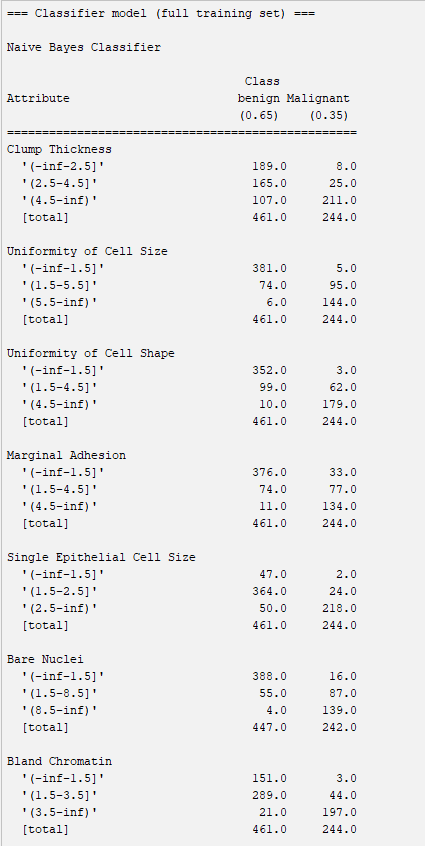 === Classifier model (full training set) ===
Naive Bayes Classifier
Class
Attribute benign Malignant
(0.65) (0.35)
==================================================
Clump Thickness
'(-inf-2.5]' 189.0 8.0
'(2.5-4.5]' 165.0 25.0
'(4.5-inf)' 107.0 211.0
[total] 461.0 244.0
Uniformity of Cell Size
'(-inf-1.5]' 381.0 5.0
'(1.5-5.5]' 74.0 95.0
'(5.5-inf)' 6.0 144.0
[total] 461.0 244.0
Uniformity of Cell Shape
'(-inf-1.5]' 352.0 3.0
'(1.5-4.5]' 99.0 62.0
'(4.5-inf)' 10.0 179.0
[total] 461.0 244.0
Marginal Adhesion
'(-inf-1.5]' 376.0 33.0
'(1.5-4.5]' 74.0 77.0
'(4.5-inf)' 11.0 134.0
[total] 461.0 244.0
Single Epithelial Cell Size
'(-inf-1.5]' 47.0 2.0
'(1.5-2.5]' 364.0 24.0
'(2.5-inf)' 50.0 218.0
[total] 461.0 244.0
Bare Nuclei
'(-inf-1.5]' 388.0 16.0
'(1.5-8.5]' 55.0 87.0
'(8.5-inf)' 4.0 139.0
[total] 447.0 242.0
Bland Chromatin
'(-inf-1.5]' 151.0 3.0
'(1.5-3.5]' 289.0 44.0
'(3.5-inf)' 21.0 197.0
[total] 461.0 244.0